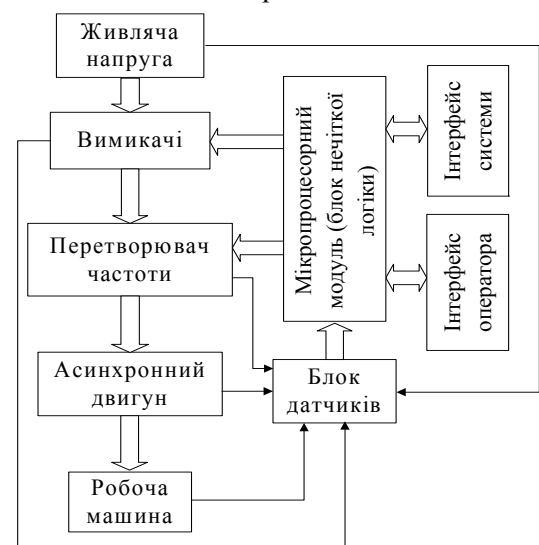 Живляча
напруга
Вимикачі
Перетворювач
частоти
Асинхронний
двигун
Робоча
машина
Мікропроцесорний
модуль (блок нечіткої
логіки)
Інтерфейс
системи
Інтерфейс
оператора
Блок
датчиків